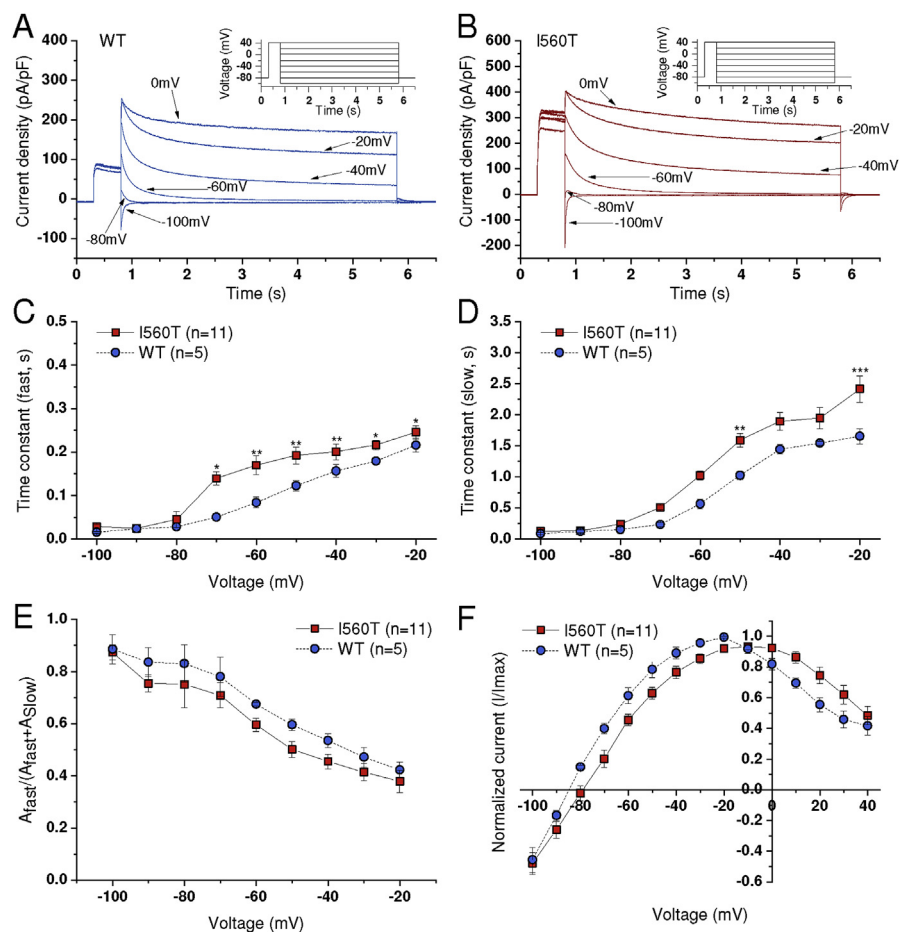 A
WT
Current density (pA/pF)
400
300
200
100
0
-100
0 1 2 3 4 5 6
Time (s)
Voltage (mV)
40
0
-40
-80
0 1 2 3 4 5 6
Time (s)
0mV
-20mV
-40mV
-60mV
-80mV
-100mV
B
I560T
Current density (pA/pF)
600
500
400
300
200
100
0
-100
-200
0 1 2 3 4 5 6
Time (s)
Voltage (mV)
40
0
-40
-80
0 1 2 3 4 5 6
Time (s)
0mV
-20mV
-40mV
-60mV
-80mV
-100mV
C
I560T (n=11)
WT (n=5)
Time constant (fast, s)
0.5
0.4
0.3
0.2
0.1
0.0
* ** ** ** * *
-100 -80 -60 -40 -20
Voltage (mV)
D
I560T (n=11)
WT (n=5)
Time constant (slow, s)
3.5
3.0
2.5
2.0
1.5
1.0
0.5
0.0
** ***
-100 -80 -60 -40 -20
Voltage (mV)
E
I560T (n=11)
WT (n=5)
Afast/(Afast+ASlow)
1.0
0.8
0.6
0.4
0.2
0.0
-100 -80 -60 -40 -20
Voltage (mV)
F
I560T (n=11)
WT (n=5)
Normalized current (I/Imax)
1.0
0.8
0.6
0.4
0.2
0.0
-0.2
-0.4
-0.6
-100 -80 -60 -40 -20 0 20 40
Voltage (mV)